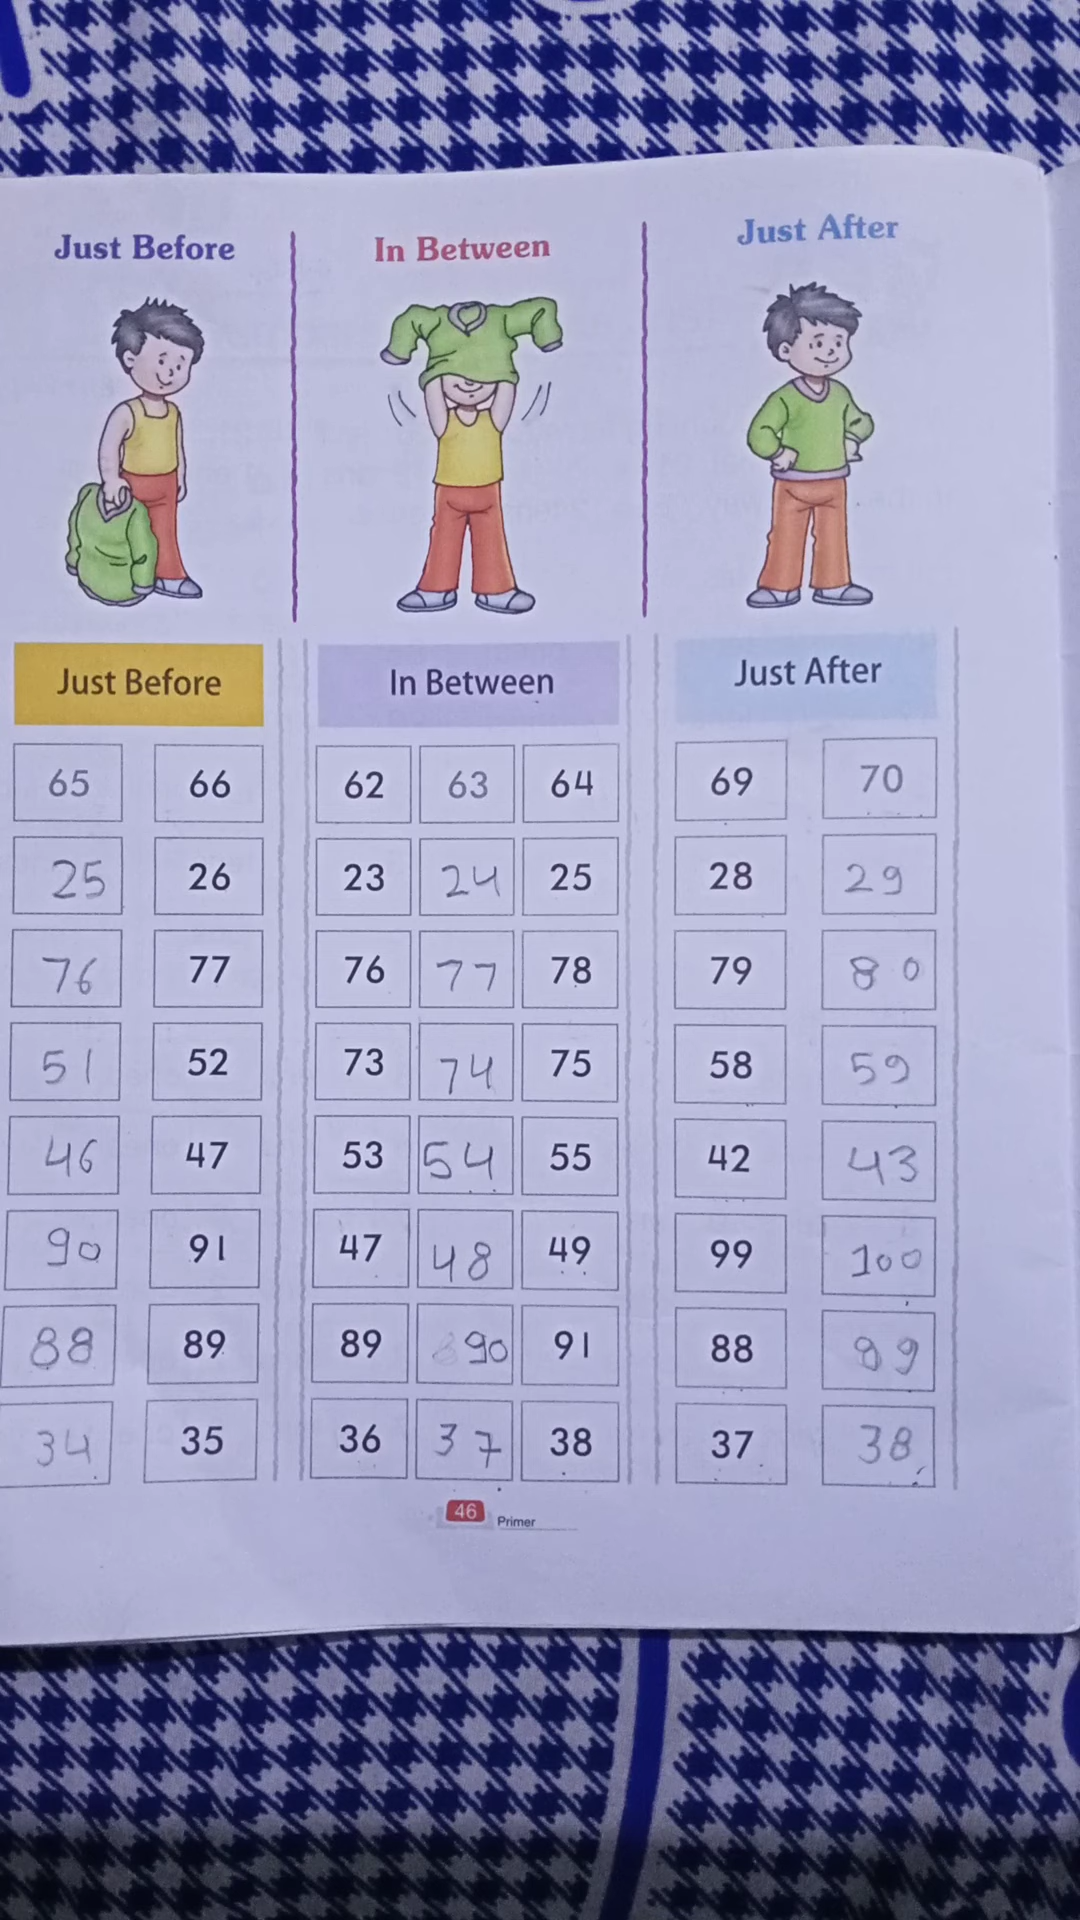 Just Before In Between Just After
Just Before In Between Just After
65 66 62 63 64 69 70
25 26 23 24 25 28 29
76 77 76 77 78 79 80
51 52 73 74 75 58 59
46 47 53 54 55 42 43
90 91 47 48 49 99 100
88 89 89 90 91 88 89
34 35 36 37 38 37 38
46 Primer